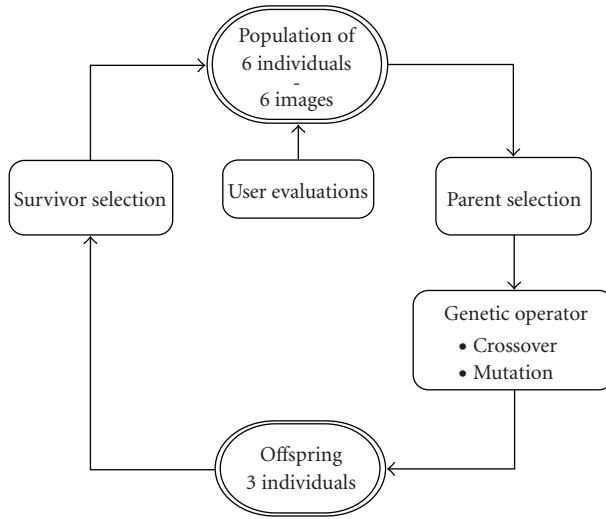 Population of
6 individuals
-
6 images
Survivor selection
User evaluations
Parent selection
Genetic operator
• Crossover
• Mutation
Offspring
3 individuals